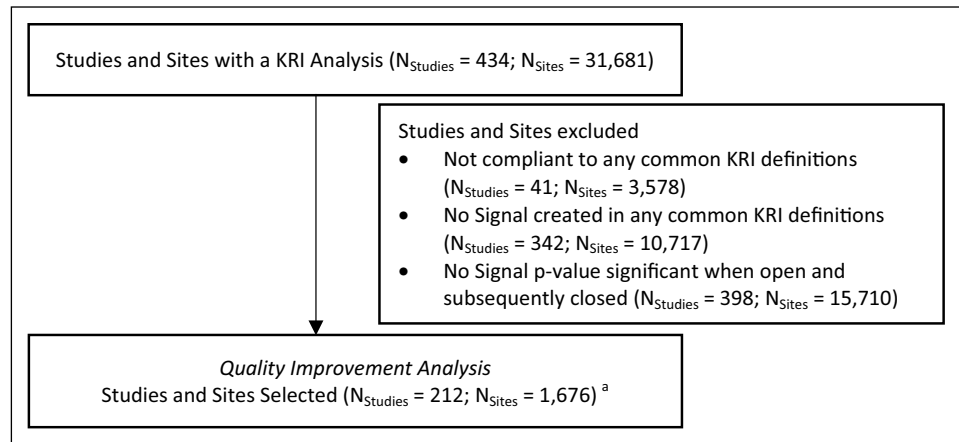 Studies and Sites with a KRI Analysis (NStudies = 434; NSites = 31,681)
Studies and Sites excluded
• Not compliant to any common KRI definitions
(NStudies = 41; NSites = 3,578)
• No Signal created in any common KRI definitions
(NStudies = 342; NSites = 10,717)
• No Signal p-value significant when open and
subsequently closed (NStudies = 398; NSites = 15,710)
Quality Improvement Analysis
Studies and Sites Selected (NStudies = 212; NSites = 1,676) a